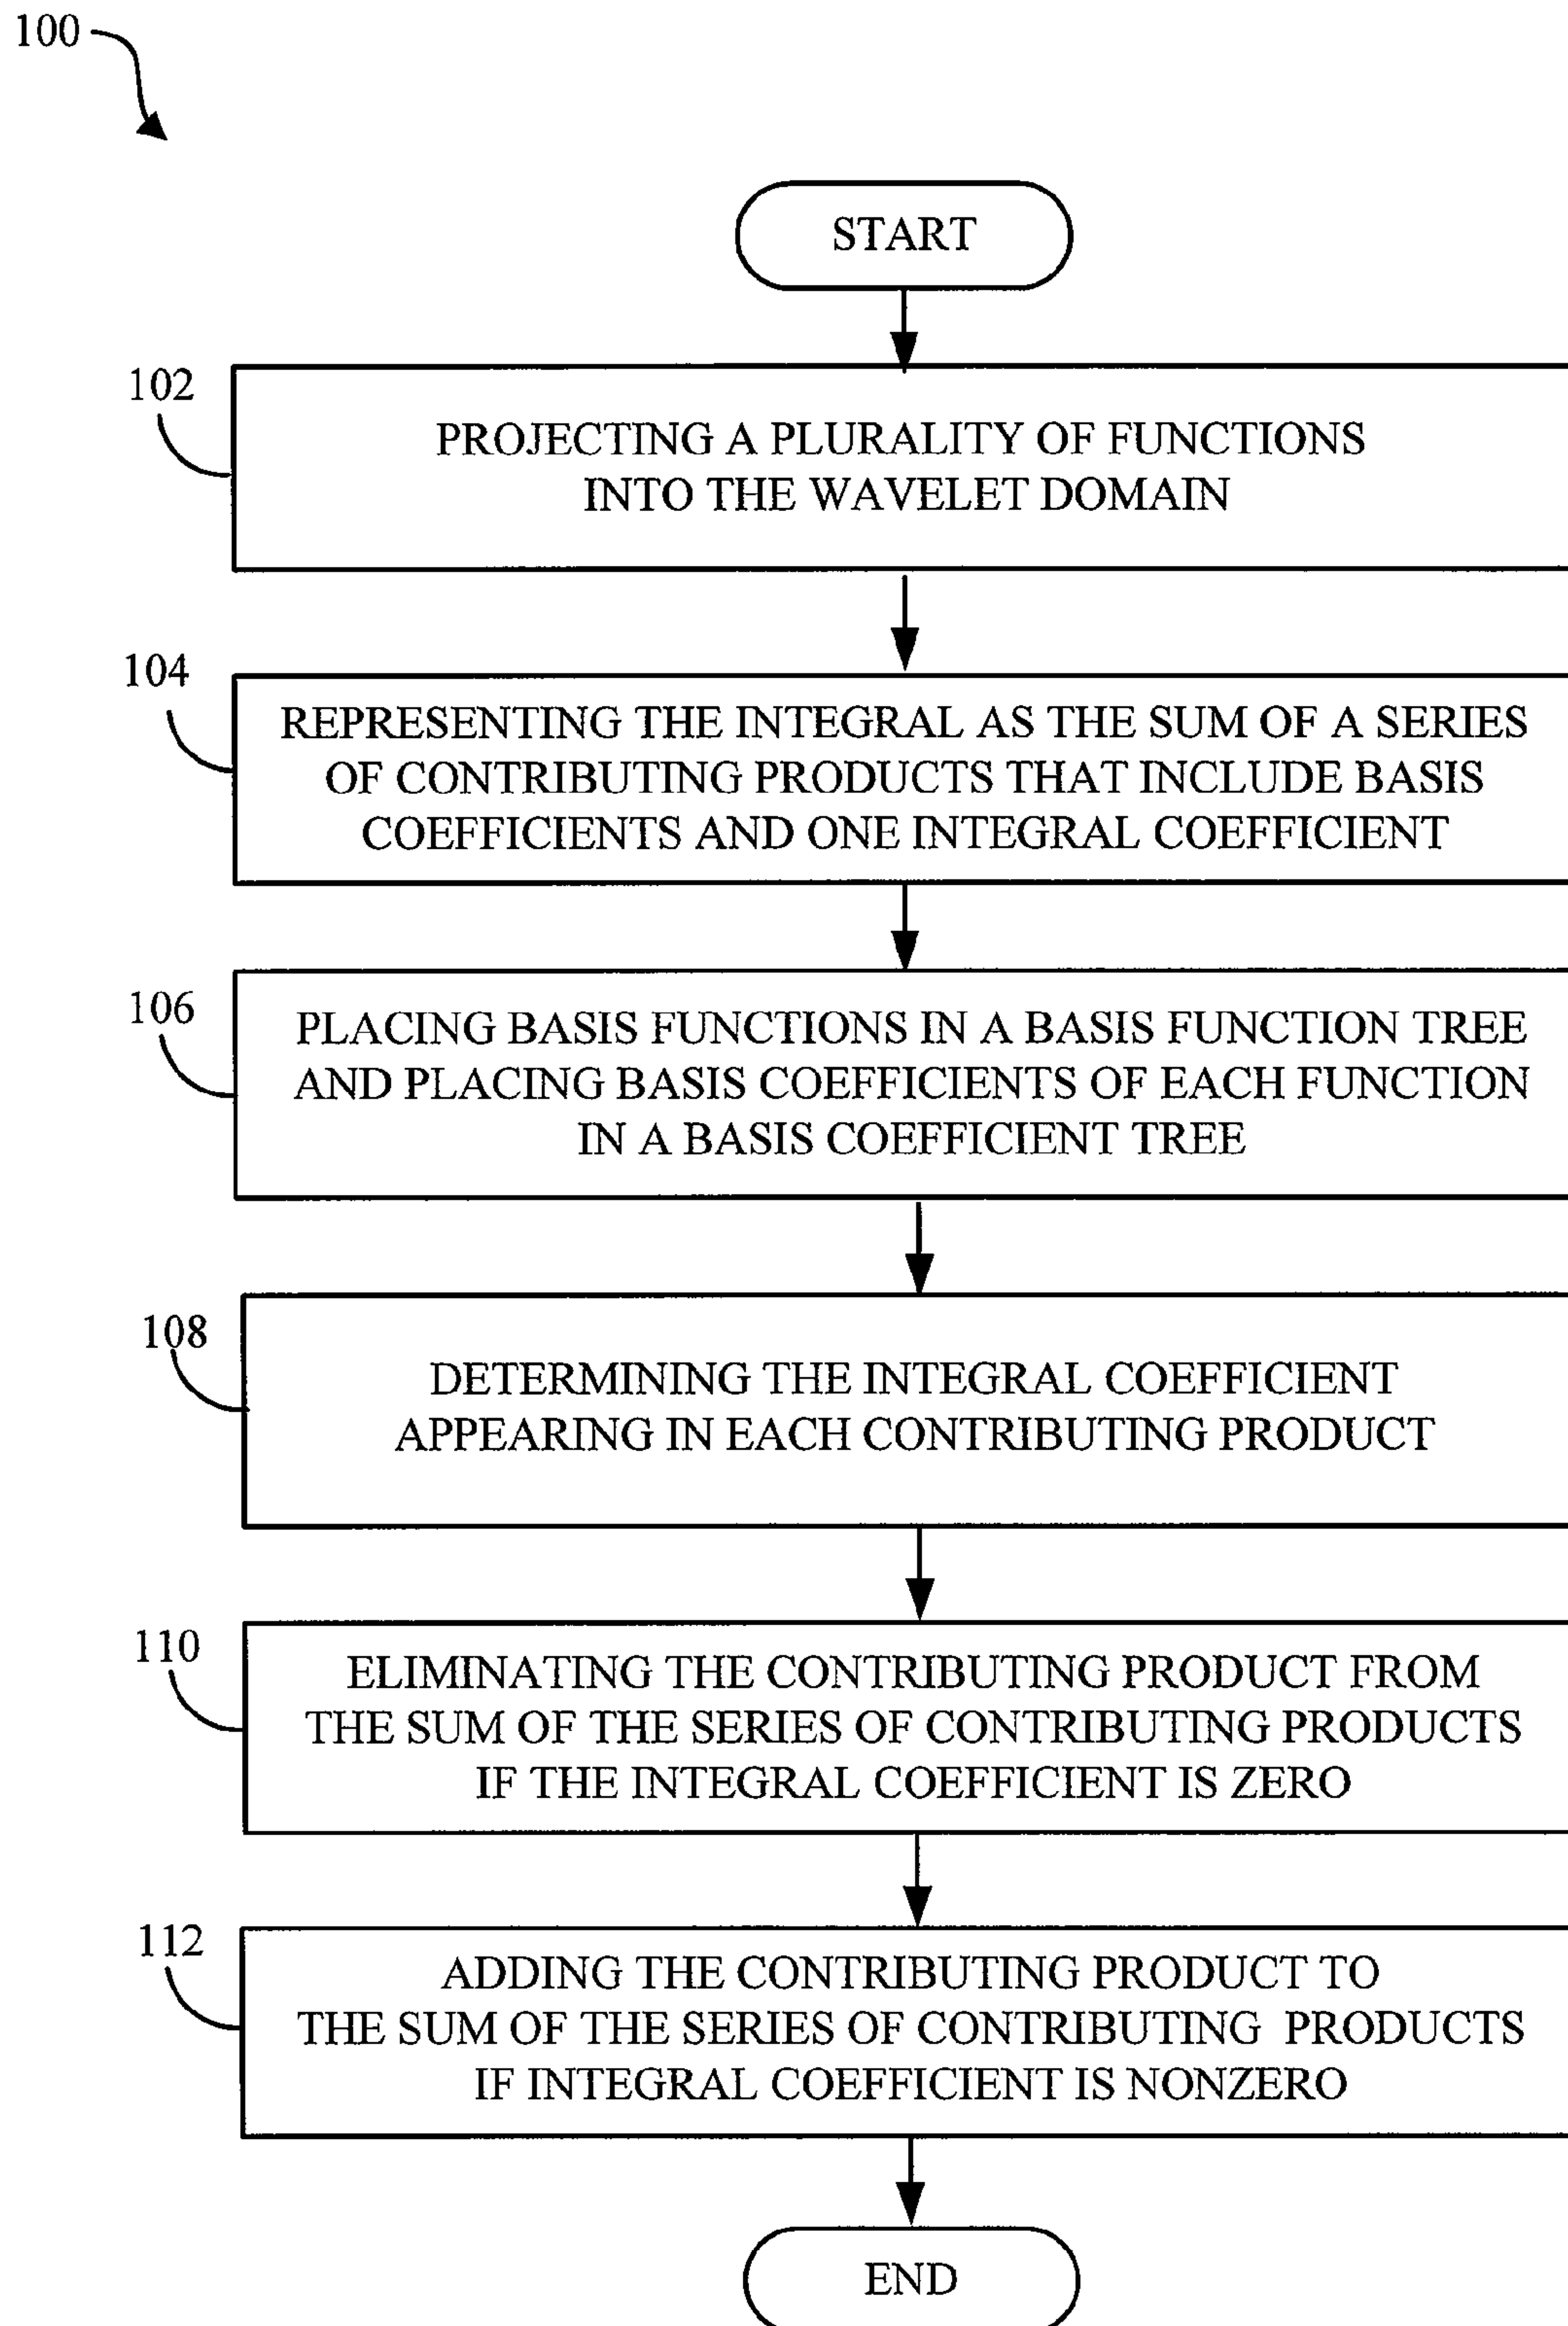 100
START
102
PROJECTING A PLURALITY OF FUNCTIONS
INTO THE WAVELET DOMAIN
104
REPRESENTING THE INTEGRAL AS THE SUM OF A SERIES
OF CONTRIBUTING PRODUCTS THAT INCLUDE BASIS
COEFFICIENTS AND ONE INTEGRAL COEFFICIENT
106
PLACING BASIS FUNCTIONS IN A BASIS FUNCTION TREE
AND PLACING BASIS COEFFICIENTS OF EACH FUNCTION
IN A BASIS COEFFICIENT TREE
108
DETERMINING THE INTEGRAL COEFFICIENT
APPEARING IN EACH CONTRIBUTING PRODUCT
110
ELIMINATING THE CONTRIBUTING PRODUCT FROM
THE SUM OF THE SERIES OF CONTRIBUTING PRODUCTS
IF THE INTEGRAL COEFFICIENT IS ZERO
112
ADDING THE CONTRIBUTING PRODUCT TO
THE SUM OF THE SERIES OF CONTRIBUTING PRODUCTS
IF INTEGRAL COEFFICIENT IS NONZERO
END